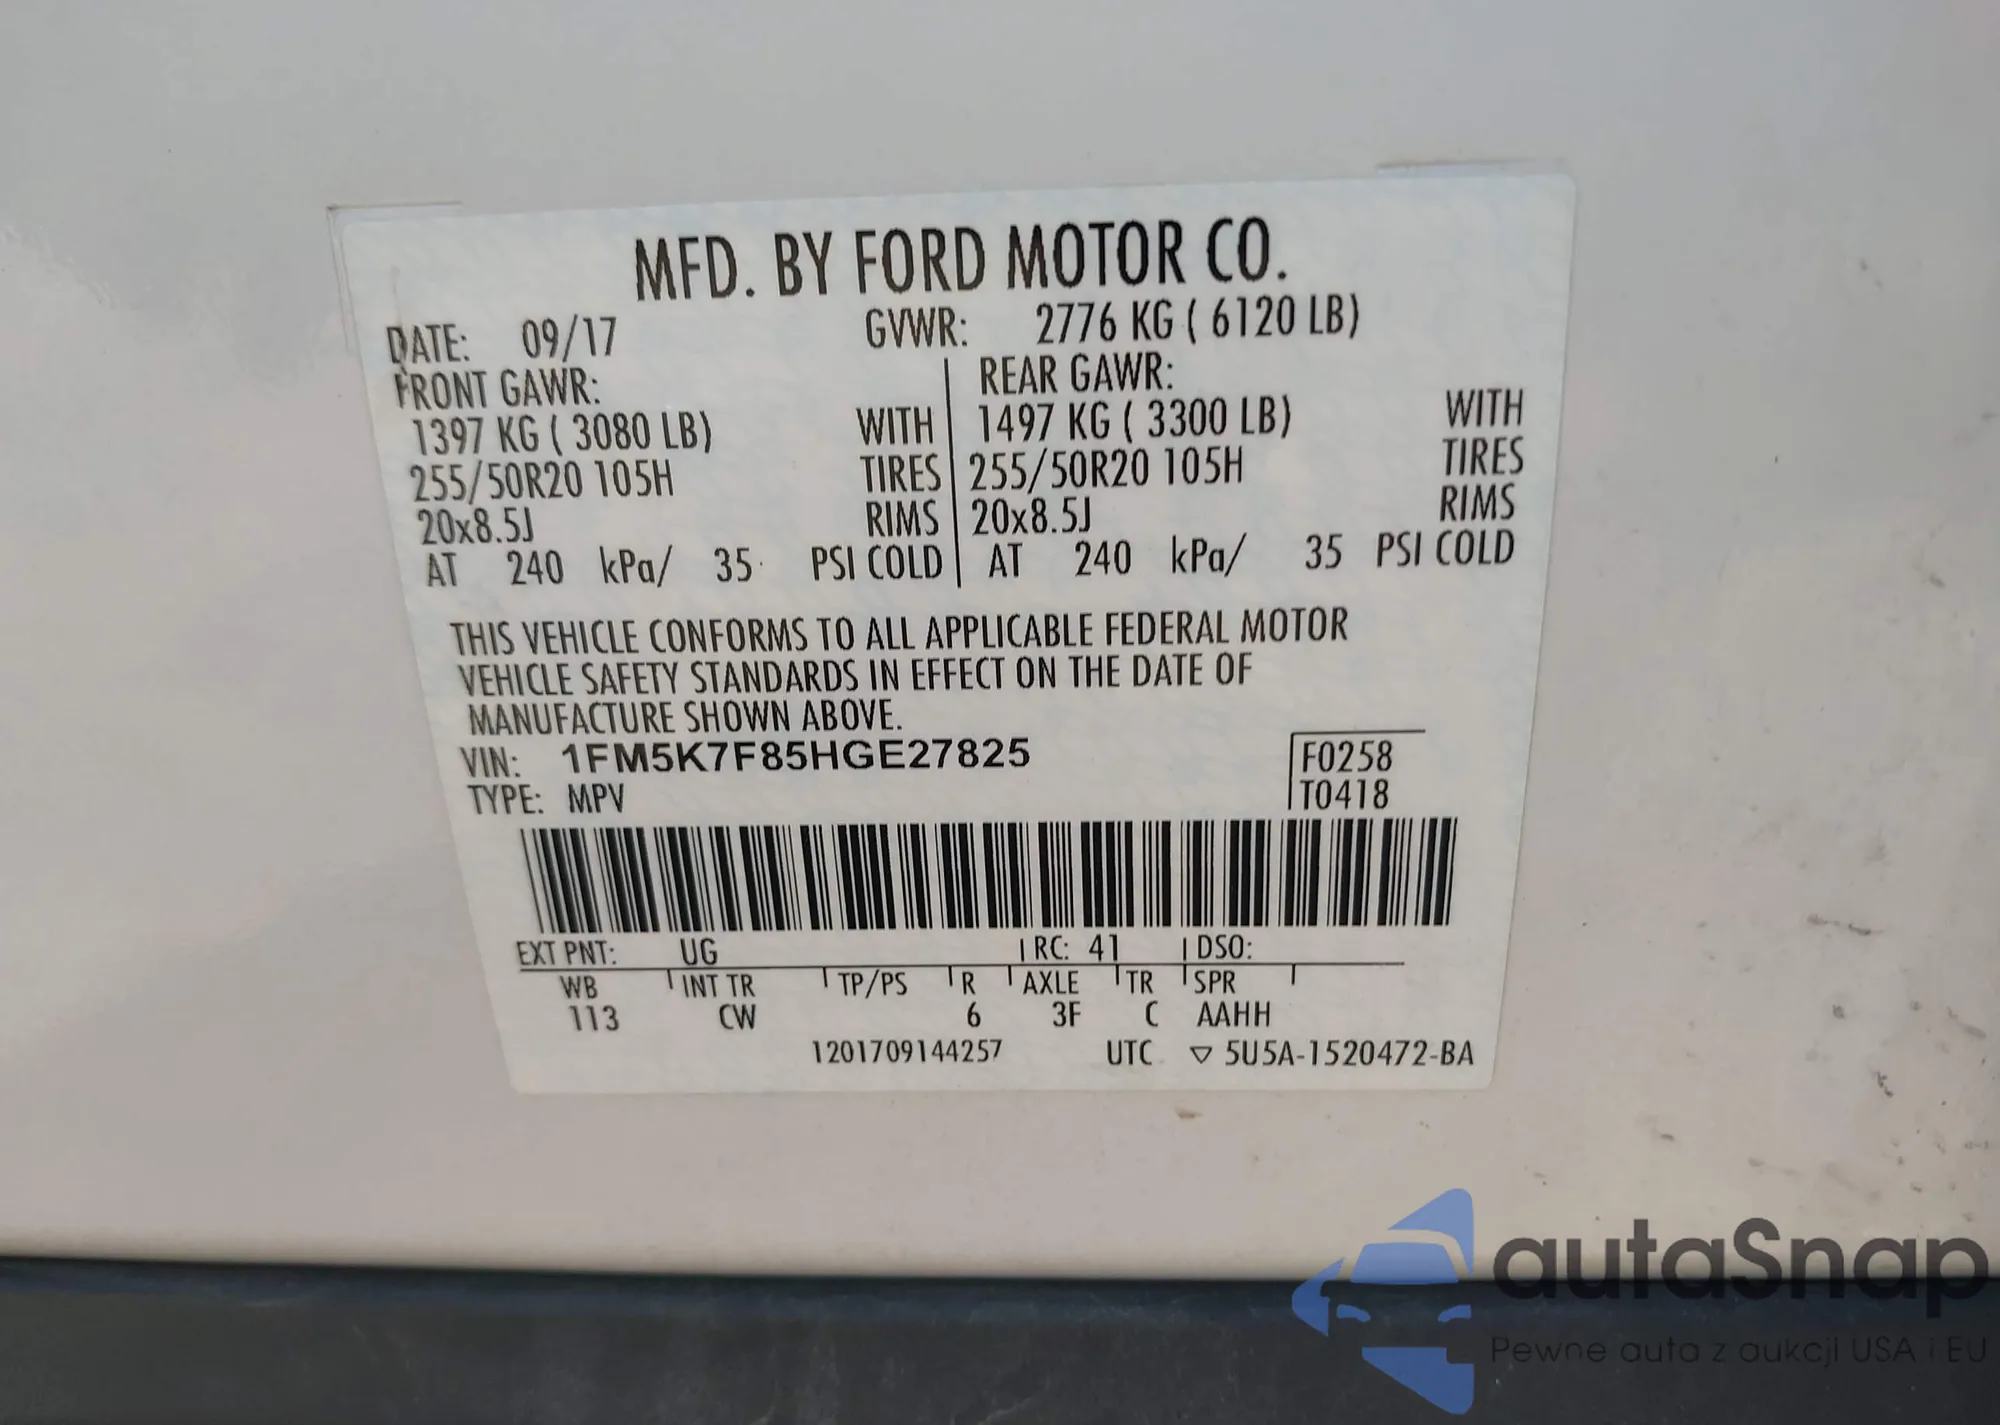 MFD. BY FORD MOTOR CO.
DATE: 09/17 GVWR: 2776 KG ( 6120 LB)
FRONT GAWR: REAR GAWR:
1397 KG ( 3080 LB) WITH 1497 KG ( 3300 LB) WITH
255/50R20 105H TIRES 255/50R20 105H TIRES
20x8.5J RIMS 20x8.5J RIMS
AT 240 kPa/ 35 PSI COLD AT 240 kPa/ 35 PSI COLD
THIS VEHICLE CONFORMS TO ALL APPLICABLE FEDERAL MOTOR
VEHICLE SAFETY STANDARDS IN EFFECT ON THE DATE OF
MANUFACTURE SHOWN ABOVE.
VIN: 1FM5K7F85HGE27825 F0258
TYPE: MPV T0418
EXT PNT: UG RC: 41 DSO:
WB INT TR TP/PS R AXLE TR SPR
113 CW 6 3F C AAHH
1201709144257 UTC ▽ 5U5A-1520472-BA
autaSnap
Pewne auta z aukcji USA i EU